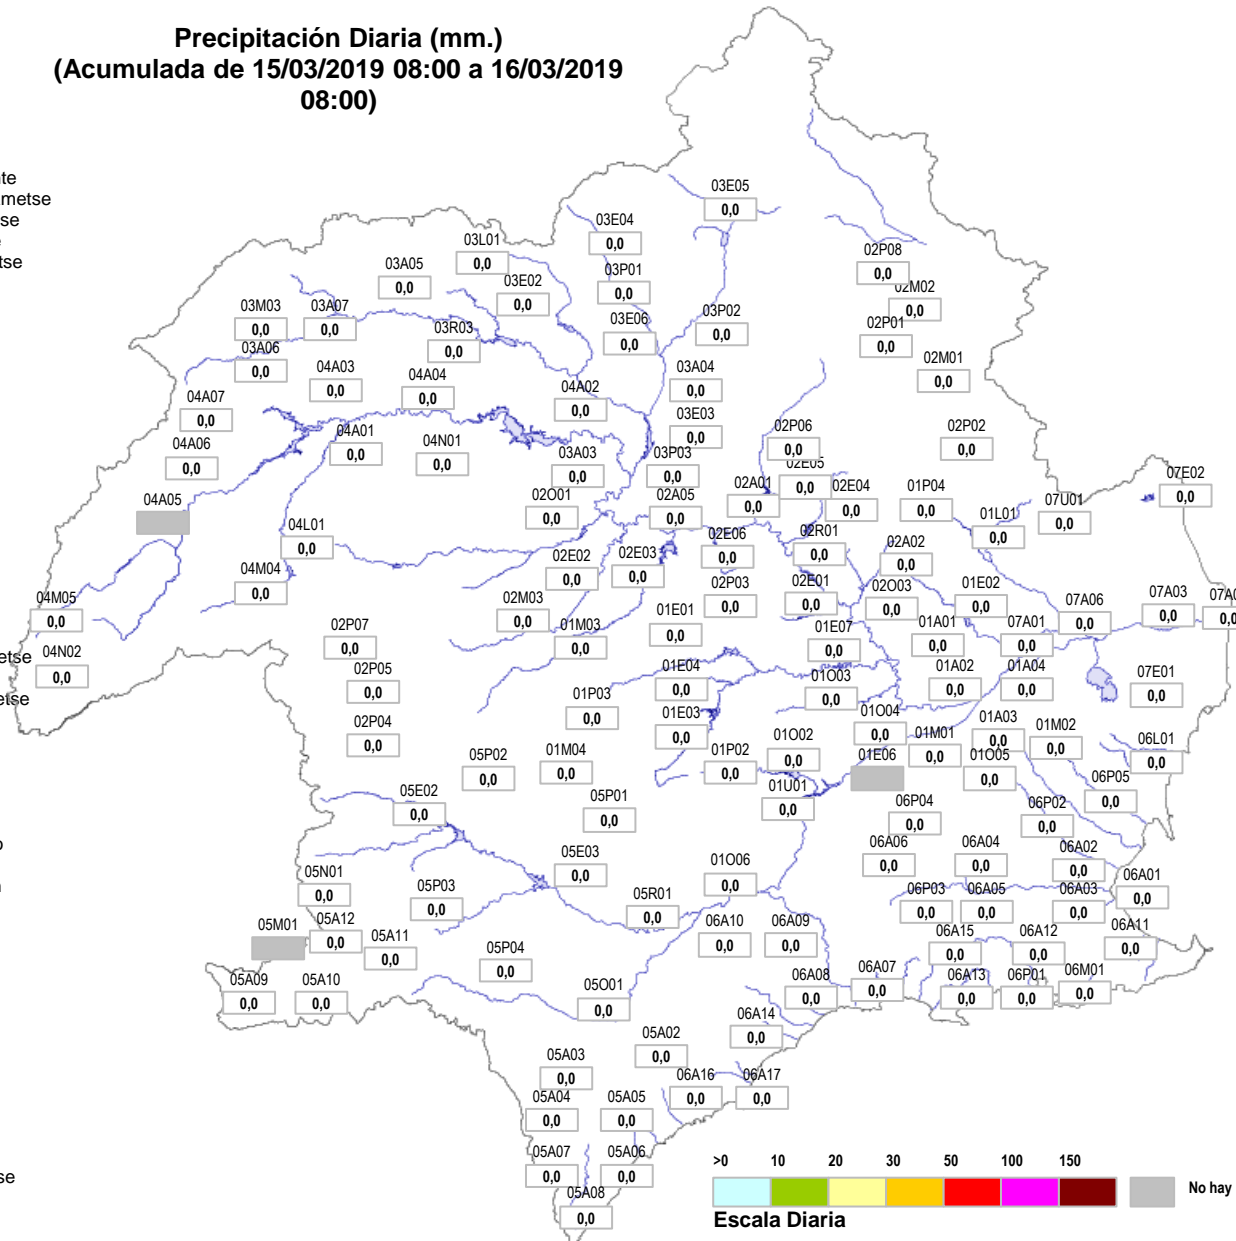 Precipitación Diaria (mm.)
(Acumulada de 15/03/2019 08:00 a 16/03/2019
08:00)
te
metse
se
e
tse
03E05
0,0
03E04
0,0
03L01
0,0
02P08
0,0
03A05
0,0
03P01
0,0
03E02
0,0
02M02
0,0
03M03
0,0
03A07
0,0
03E06
0,0
03P02
0,0
03R03
0,0
02P01
0,0
03A06
0,0
04A03
0,0
04A04
0,0
03A04
0,0
02M01
0,0
04A07
0,0
04A02
0,0
03E03
0,0
04A01
0,0
04N01
0,0
02P06
0,0
02P02
0,0
04A06
0,0
03A03
0,0
03P03
0,0
02E05
0,0
07E02
0,0
04A05
02O01
0,0
02A05
0,0
02A01
0,0
02E04
0,0
01P04
0,0
07U01
0,0
01L01
0,0
04L01
0,0
02E02
0,0
02E03
0,0
02E06
0,0
02R01
0,0
02A02
0,0
04M04
0,0
02P03
0,0
02E01
0,0
02O03
0,0
01E02
0,0
07A06
0,0
07A03
0,0
07A0
0,0
04M05
0,0
02M03
0,0
01M03
0,0
01E01
0,0
01E07
0,0
01A01
0,0
07A01
0,0
02P07
0,0
etse
04N02
0,0
02P05
0,0
01E04
0,0
01O03
0,0
01A02
0,0
01A04
0,0
07E01
0,0
etse
01P03
0,0
01E03
0,0
02P04
0,0
01O04
0,0
01A03
0,0
01M02
0,0
01M01
0,0
06L01
0,0
05P02
0,0
01M04
0,0
01P02
0,0
01O02
0,0
01E06
01O05
0,0
05E02
0,0
05P01
0,0
01U01
0,0
06P04
0,0
06P02
0,0
06P05
0,0
o
05E03
0,0
01O06
0,0
06A06
0,0
06A04
0,0
06A02
0,0
n
05N01
0,0
05P03
0,0
05R01
0,0
06P03
0,0
06A05
0,0
06A03
0,0
06A01
0,0
05M01
05A12
0,0
05A11
0,0
06A10
0,0
06A09
0,0
06A15
0,0
06A12
0,0
06A11
0,0
05P04
0,0
05A09
0,0
05A10
0,0
05O01
0,0
06A08
0,0
06A07
0,0
06A13
0,0
06P01
0,0
06M01
0,0
06A14
0,0
05A02
0,0
05A03
0,0
06A16
0,0
06A17
0,0
05A04
0,0
05A05
0,0
05A07
0,0
05A06
0,0
se
05A08
0,0
>0 10 20 30 50 100 150
No hay
Escala Diaria